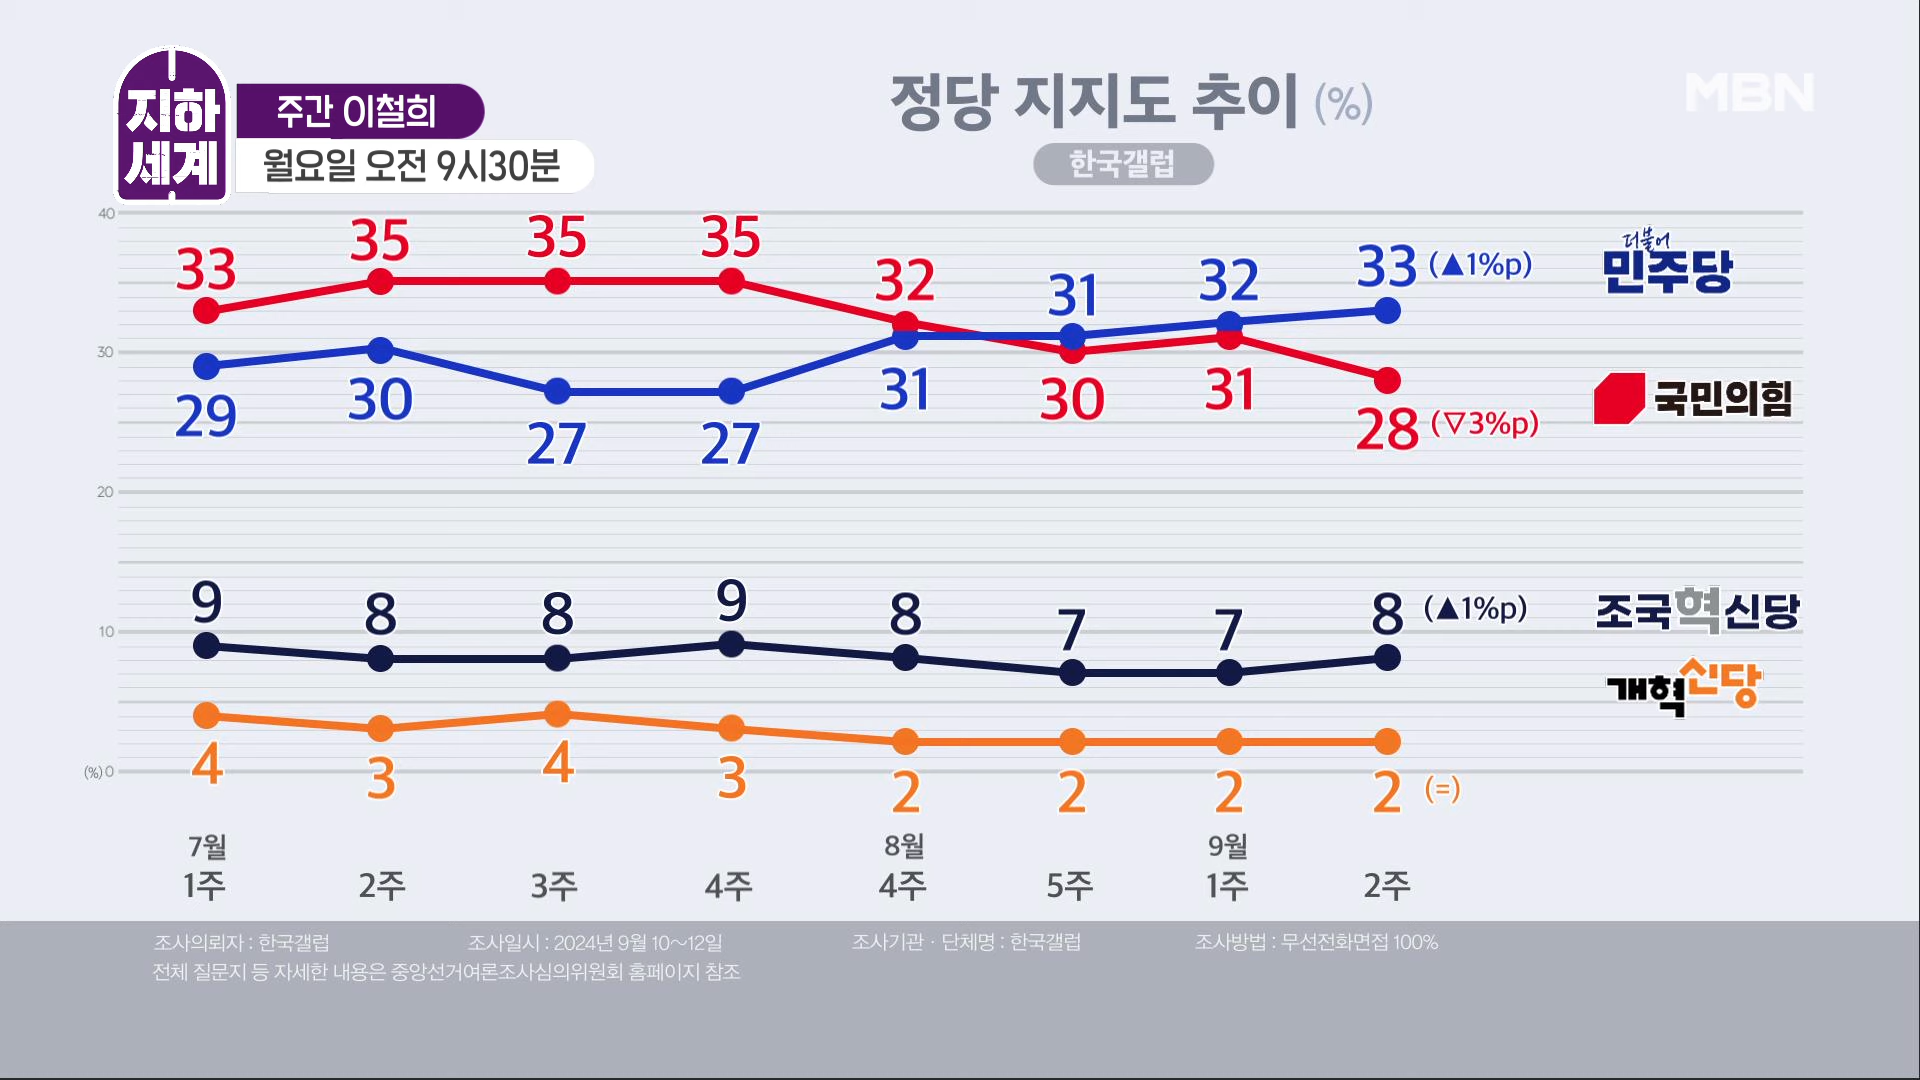 지하
세계
주간 이철희
월요일 오전 9시30분
정당 지지도 추이 (%)
한국갤럽
MBN
40
30
20
10
(%) 0
33 35 35 35 32 30 31 28 (▽3%p)
29 30 27 27 31 31 32 33 (▲1%p)
9 8 8 9 8 7 7 8 (▲1%p)
4 3 4 3 2 2 2 2 (=)
더불어
민주당
국민의힘
조국혁신당
개혁신당
7월 8월 9월
1주 2주 3주 4주 4주 5주 1주 2주
조사의뢰자 : 한국갤럽 조사일시 : 2024년 9월 10~12일 조사기관 · 단체명 : 한국갤럽 조사방법 : 무선전화면접 100%
전체 질문지 등 자세한 내용은 중앙선거여론조사심의위원회 홈페이지 참조